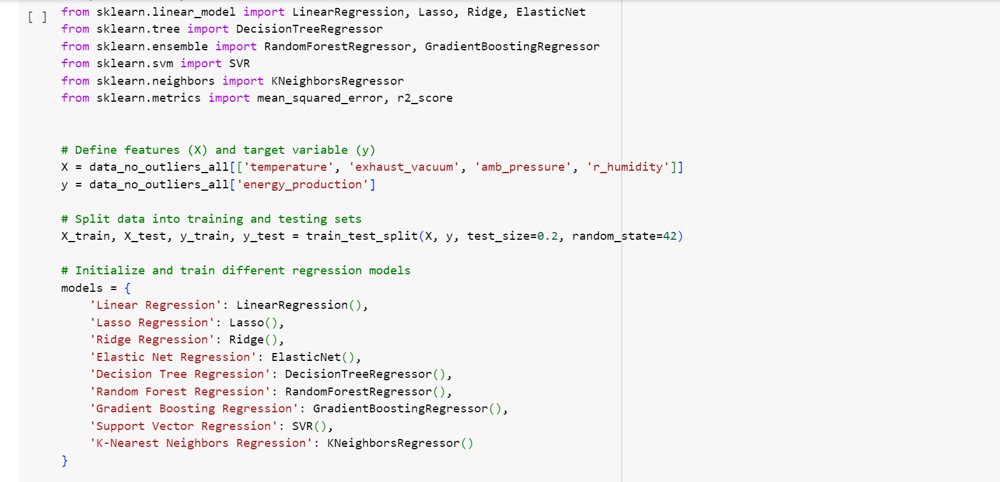 [ ]
from sklearn.linear_model import LinearRegression, Lasso, Ridge, ElasticNet
from sklearn.tree import DecisionTreeRegressor
from sklearn.ensemble import RandomForestRegressor, GradientBoostingRegressor
from sklearn.svm import SVR
from sklearn.neighbors import KNeighborsRegressor
from sklearn.metrics import mean_squared_error, r2_score
# Define features (X) and target variable (y)
X = data_no_outliers_all[['temperature', 'exhaust_vacuum', 'amb_pressure', 'r_humidity']]
y = data_no_outliers_all['energy_production']
# Split data into training and testing sets
X_train, X_test, y_train, y_test = train_test_split(X, y, test_size=0.2, random_state=42)
# Initialize and train different regression models
models = {
    'Linear Regression': LinearRegression(),
    'Lasso Regression': Lasso(),
    'Ridge Regression': Ridge(),
    'Elastic Net Regression': ElasticNet(),
    'Decision Tree Regression': DecisionTreeRegressor(),
    'Random Forest Regression': RandomForestRegressor(),
    'Gradient Boosting Regression': GradientBoostingRegressor(),
    'Support Vector Regression': SVR(),
    'K-Nearest Neighbors Regression': KNeighborsRegressor()
}